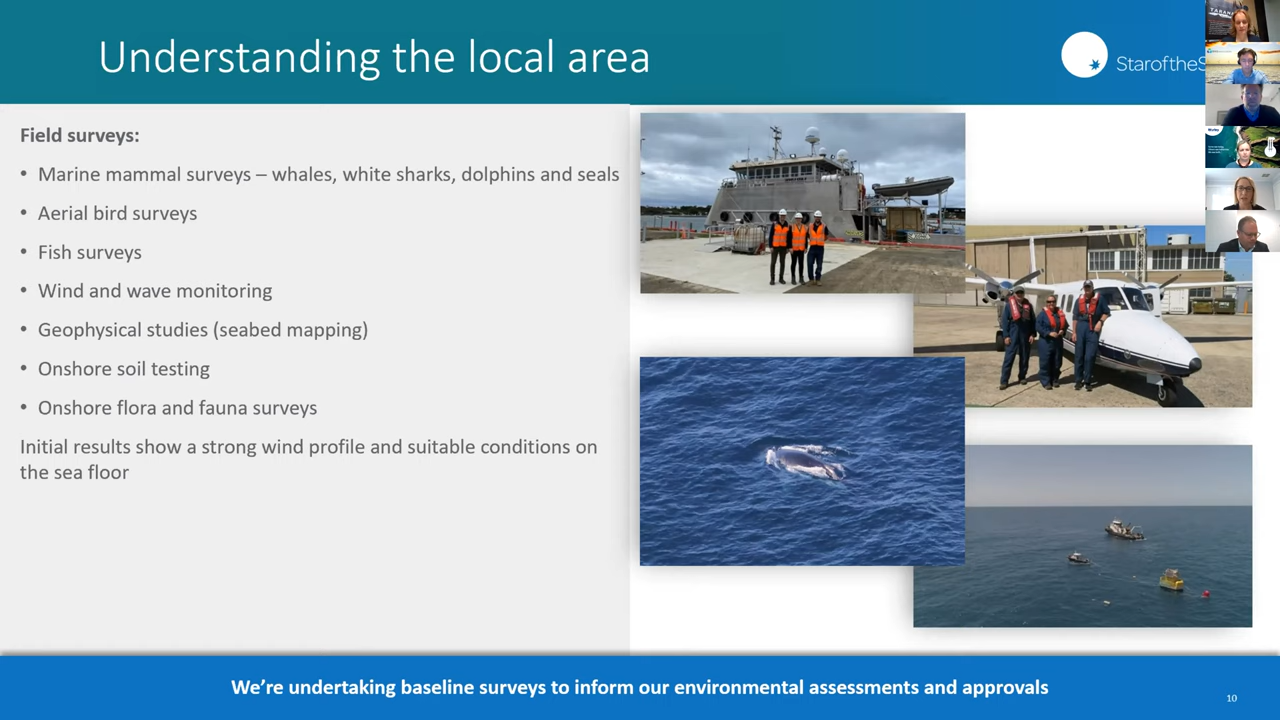 Understanding the local area
StaroftheS
Field surveys:
• Marine mammal surveys – whales, white sharks, dolphins and seals
• Aerial bird surveys
• Fish surveys
• Wind and wave monitoring
• Geophysical studies (seabed mapping)
• Onshore soil testing
• Onshore flora and fauna surveys
Initial results show a strong wind profile and suitable conditions on
the sea floor
We’re undertaking baseline surveys to inform our environmental assessments and approvals
10